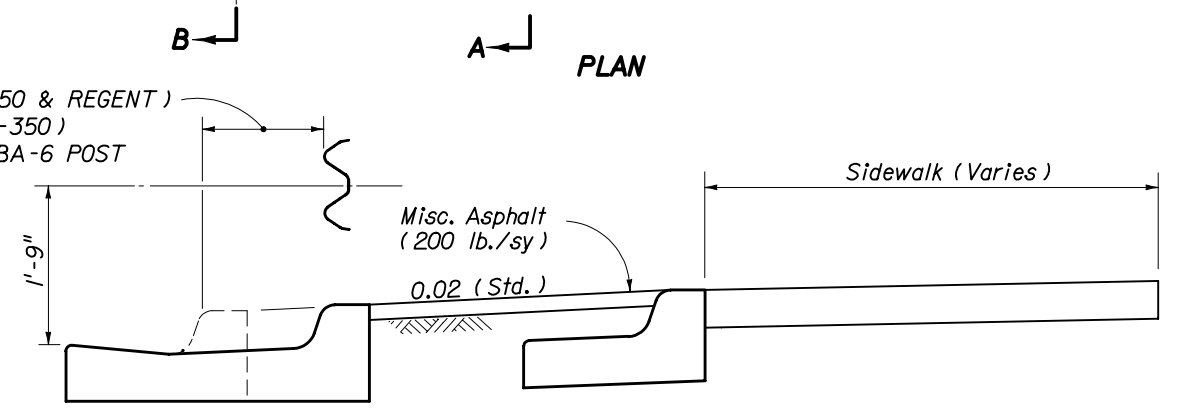 B
A
PLAN
50 & REGENT)
-350)
BA-6 POST
Sidewalk (Varies)
Misc. Asphalt
(200 lb./sy)
1'-9"
0.02 (Std.)